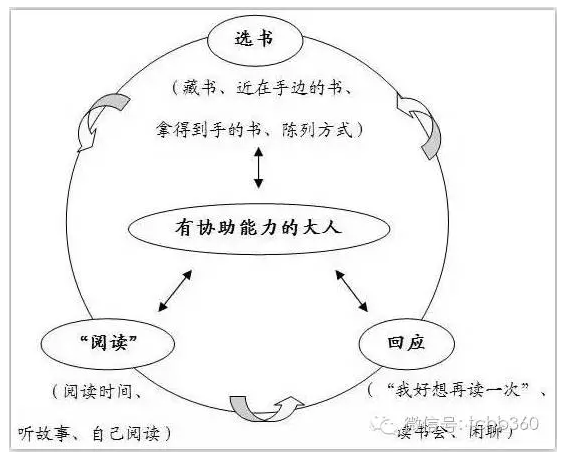 选书
（藏书、近在手边的书、
拿得到手的书、陈列方式）
有协助能力的大人
“阅读”
回应
（阅读时间、
听故事、自己阅读）
（“我好想再读一次”、
读书会、闲聊）
微信号: tcbb360